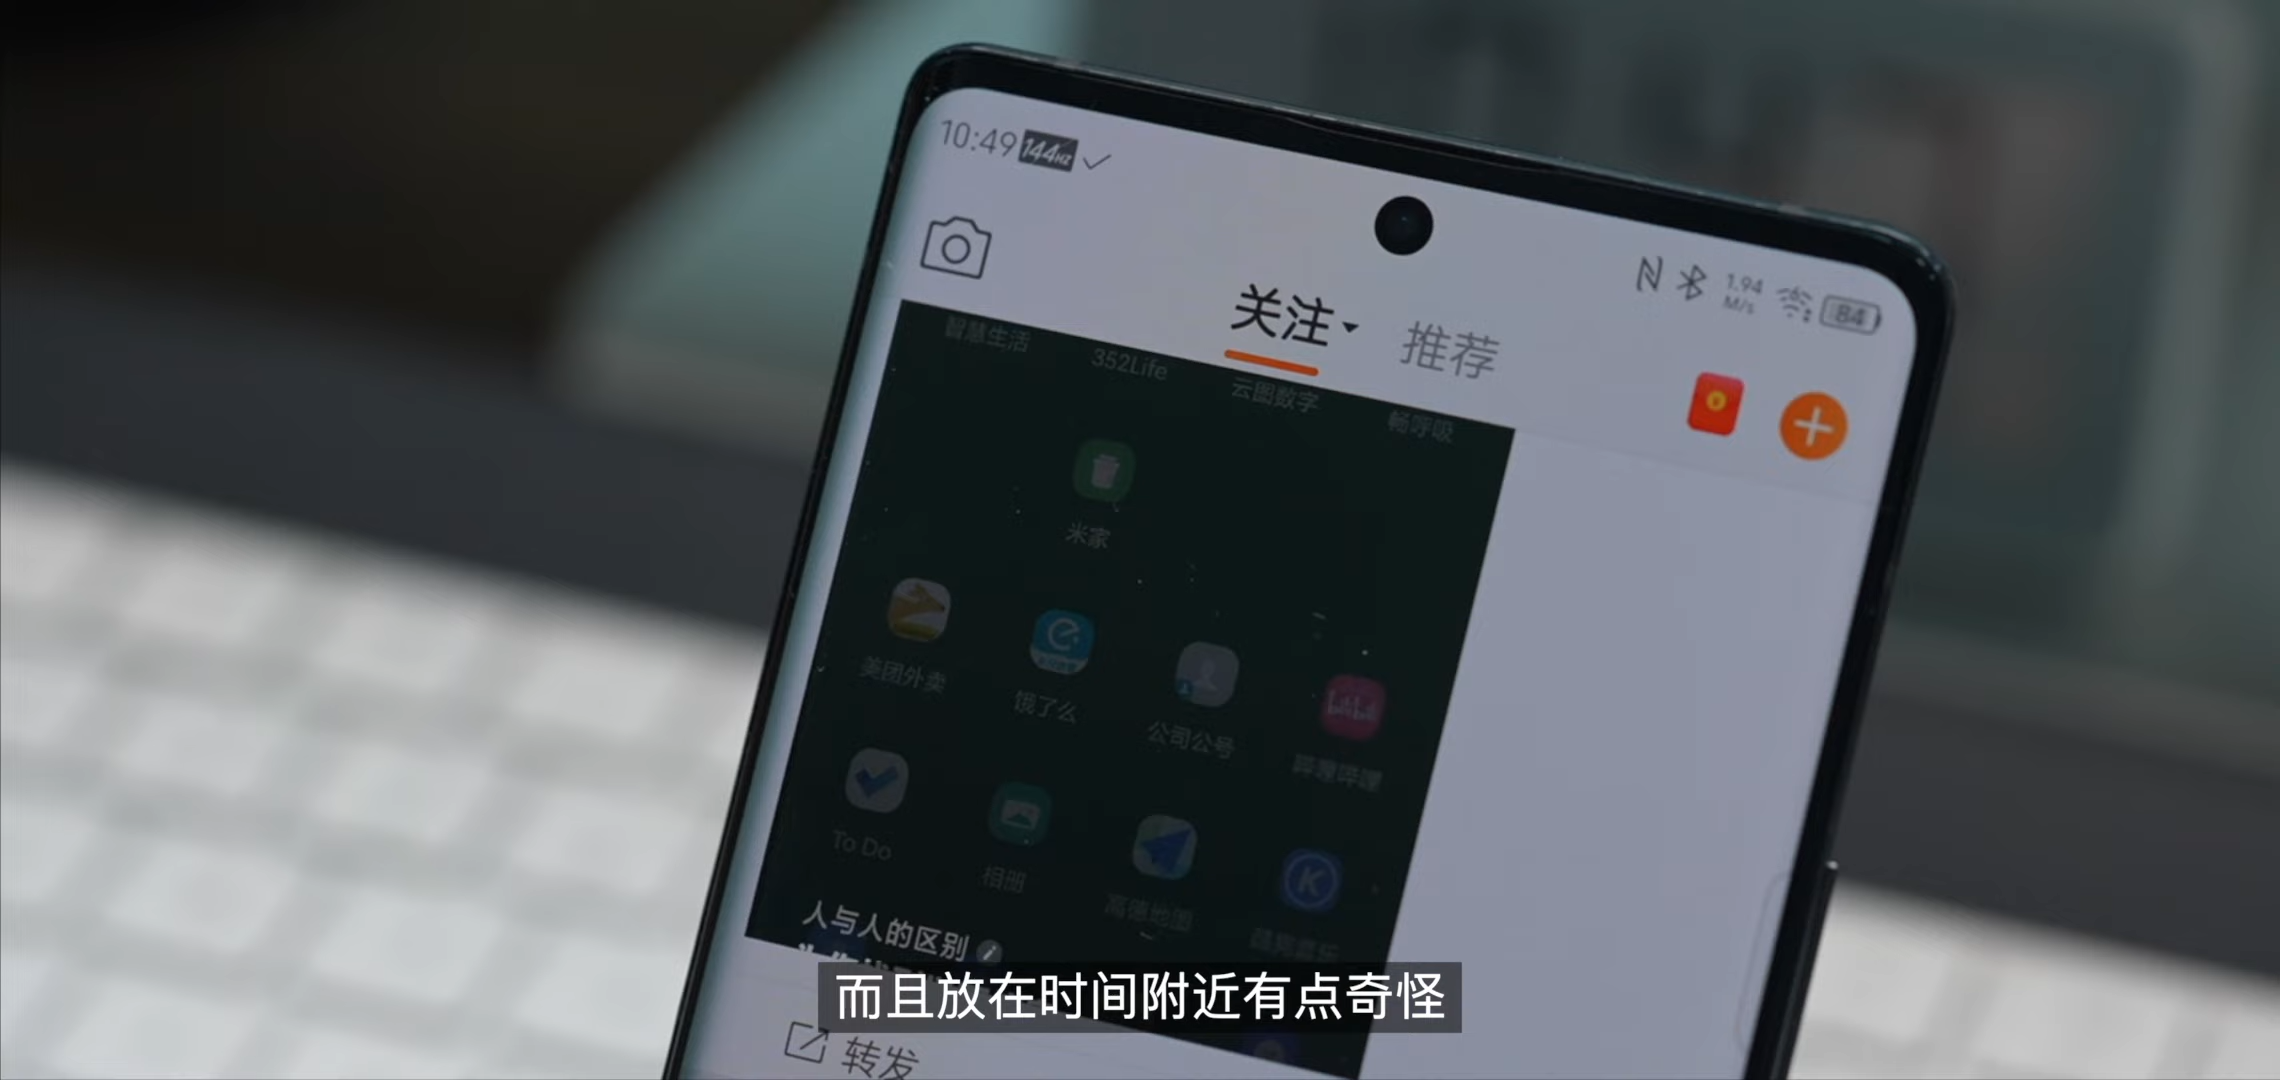 10:49 144HZ
1.94
M/s
84
关注 推荐
智慧生活 352Life 云图数字 畅呼吸
米家
美团外卖 饿了么 公司公号 哔哩哔哩
To Do 相册 高德地图
人与人的区别
而且放在时间附近有点奇怪
转发